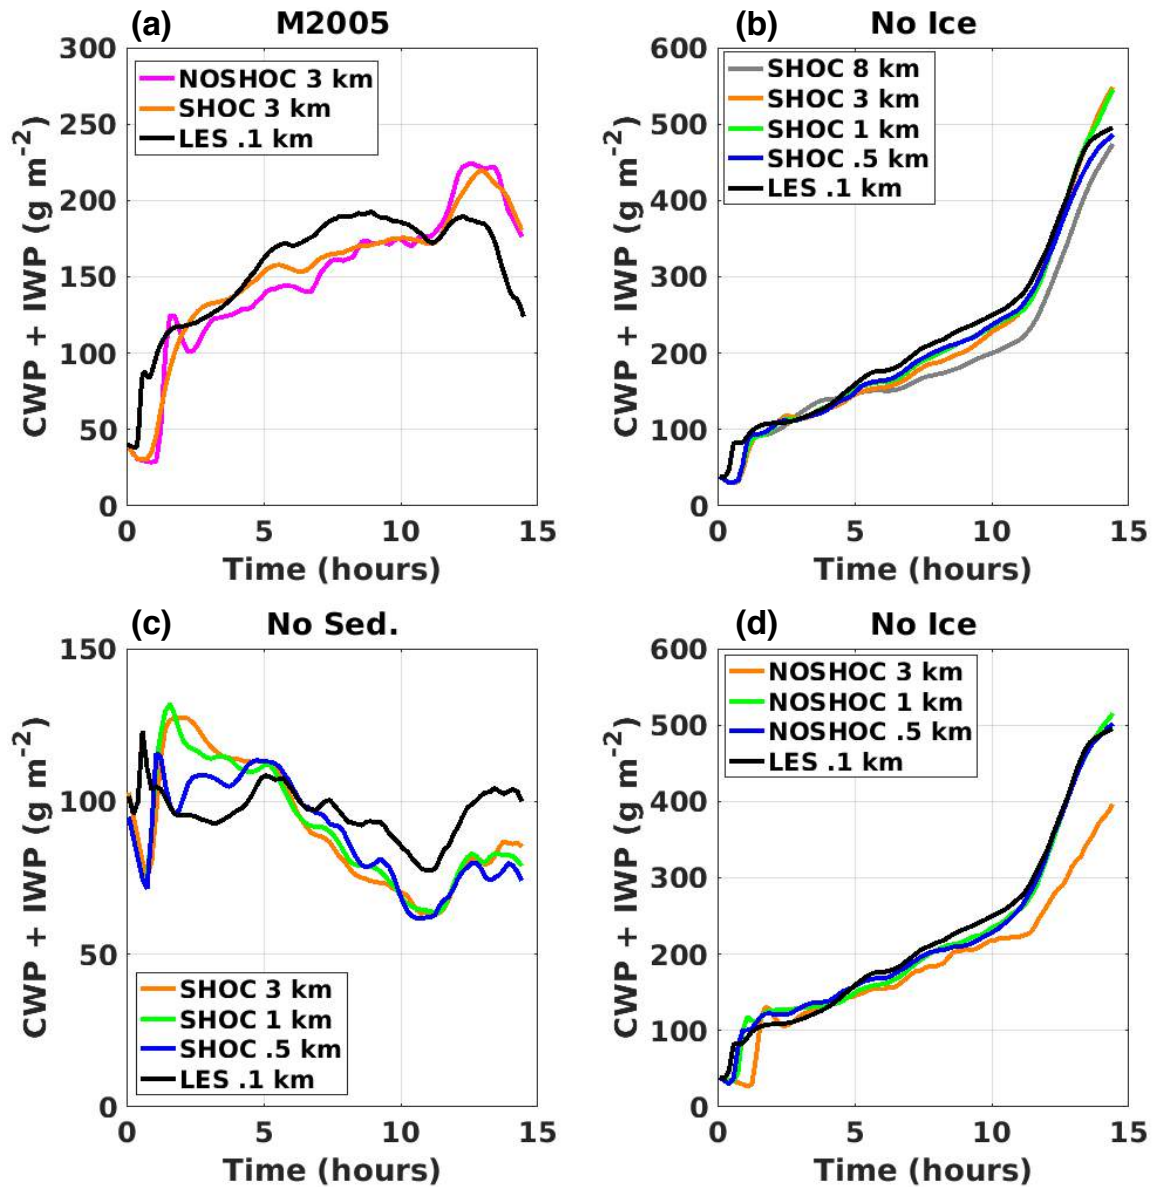 (a) M2005
300
250
200
150
100
50
0
CWP + IWP (g m-2)
NOSHOC 3 km
SHOC 3 km
LES .1 km
0 5 10 15
Time (hours)
(b) No Ice
600
500
400
300
200
100
0
CWP + IWP (g m-2)
SHOC 8 km
SHOC 3 km
SHOC 1 km
SHOC .5 km
LES .1 km
0 5 10 15
Time (hours)
(c) No Sed.
150
100
50
0
CWP + IWP (g m-2)
SHOC 3 km
SHOC 1 km
SHOC .5 km
LES .1 km
0 5 10 15
Time (hours)
(d) No Ice
600
500
400
300
200
100
0
CWP + IWP (g m-2)
NOSHOC 3 km
NOSHOC 1 km
NOSHOC .5 km
LES .1 km
0 5 10 15
Time (hours)